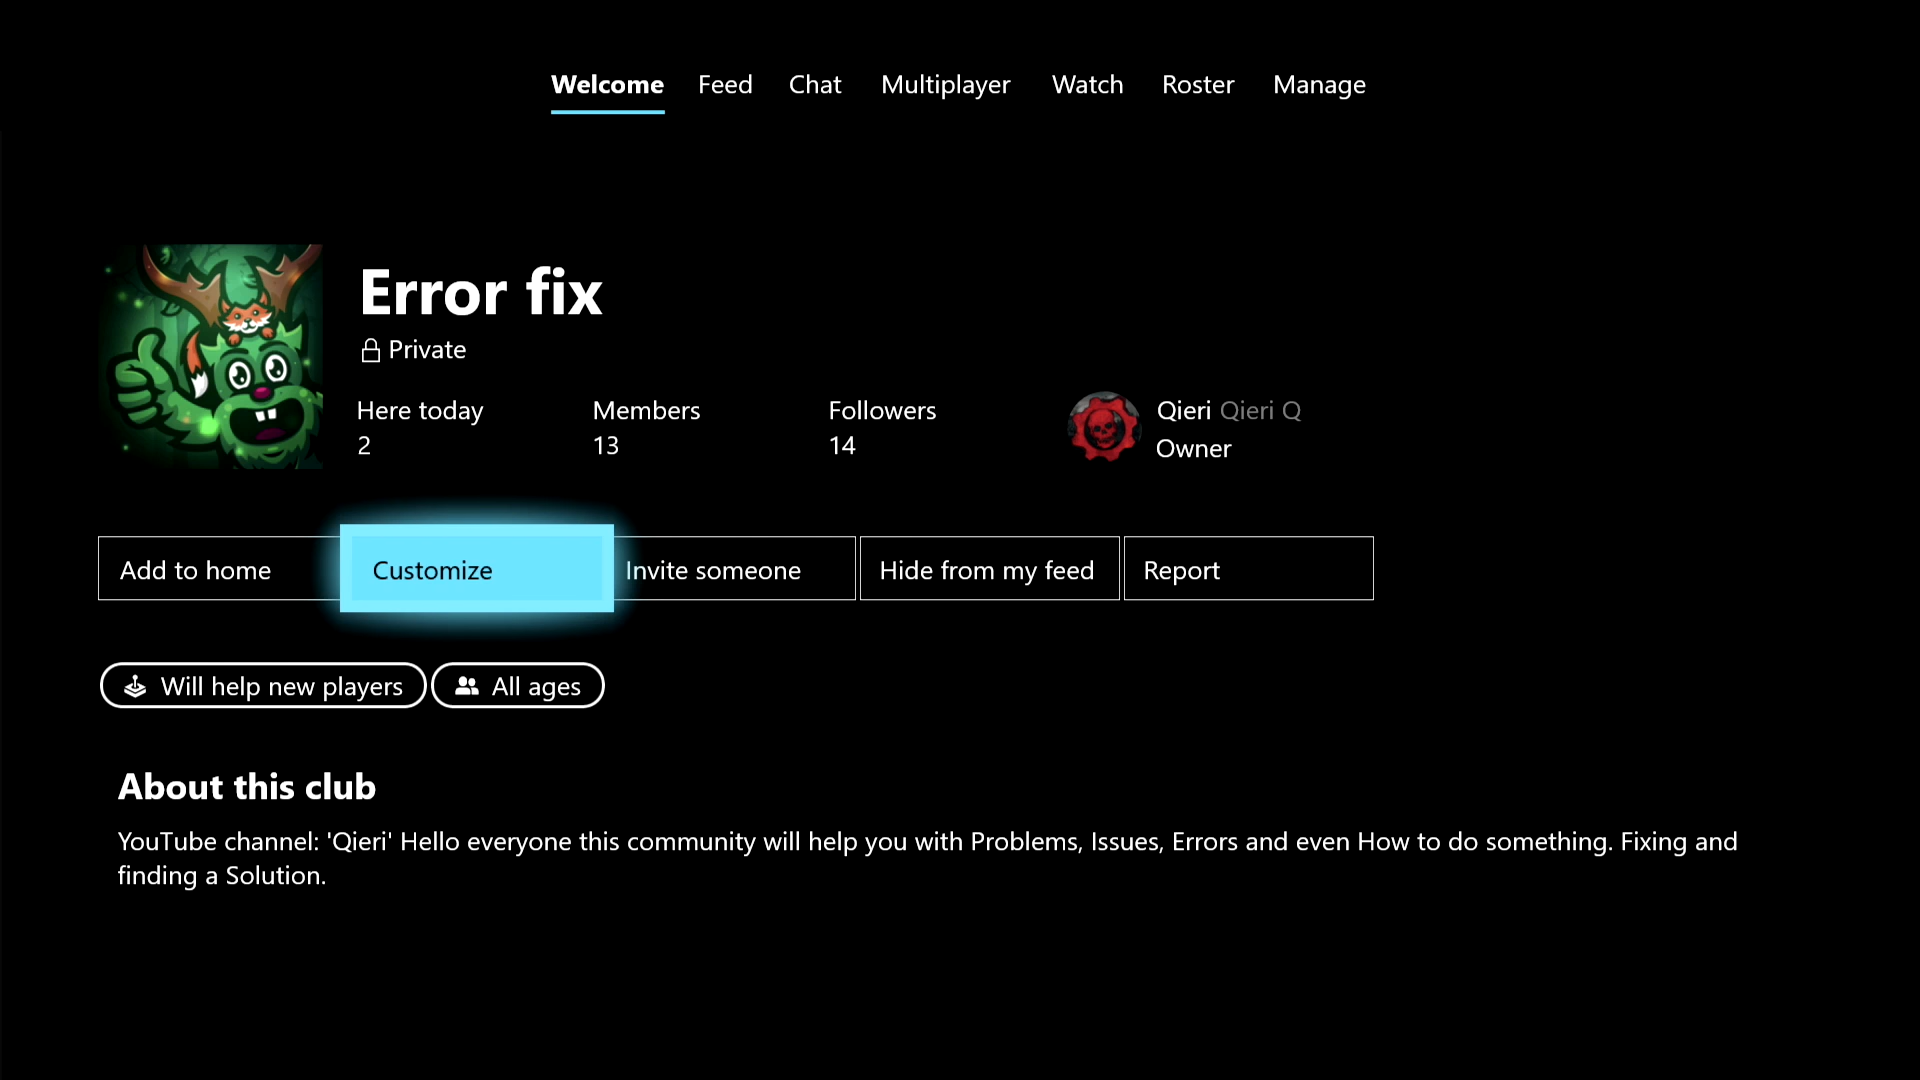 Welcome Feed Chat Multiplayer Watch Roster Manage
Error fix
Private
Here today Members Followers Qieri Qieri Q
2 13 14 Owner
Add to home Customize Invite someone Hide from my feed Report
Will help new players All ages
About this club
YouTube channel: 'Qieri' Hello everyone this community will help you with Problems, Issues, Errors and even How to do something. Fixing and
finding a Solution.